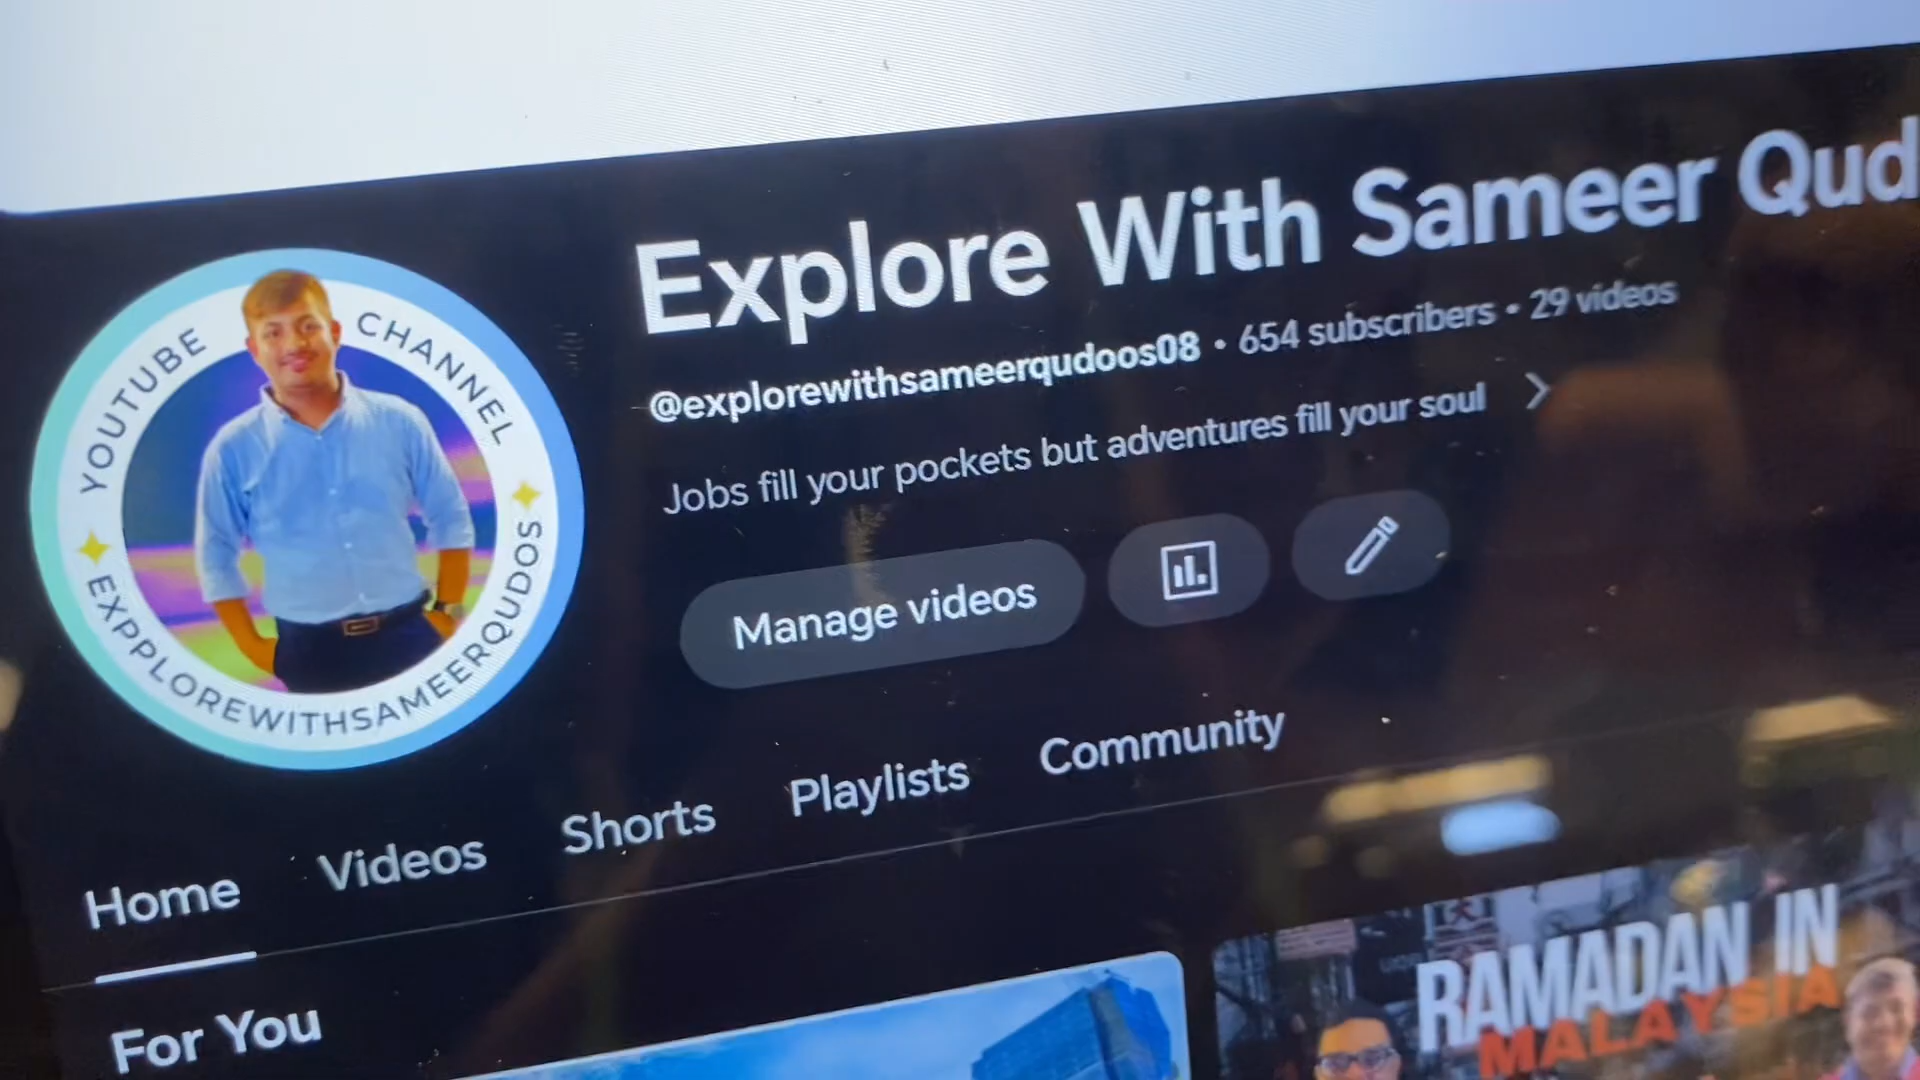 Explore With Sameer Qud
@explorewithsameerqudoos08 • 654 subscribers • 29 videos
Jobs fill your pockets but adventures fill your soul
YOUTUBE CHANNEL
EXPPLOREWITHSAMEERQUDOS
Manage videos
Home Videos Shorts Playlists Community
For You
RAMADAN IN
MALAYSIA